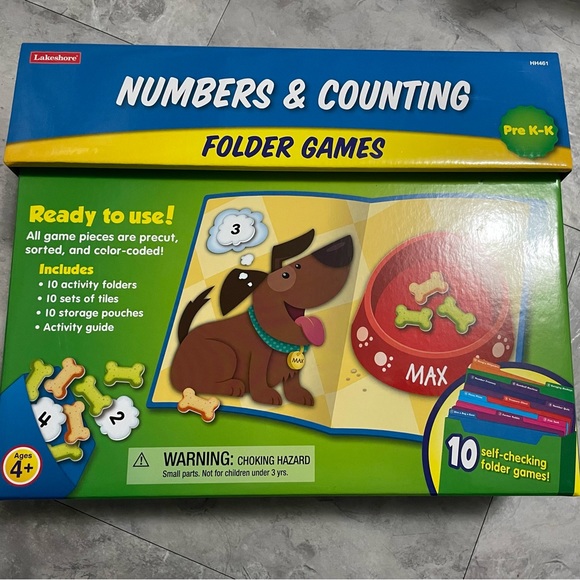 Lakeshore
HH461
NUMBERS & COUNTING
FOLDER GAMES
Pre K-K
Ready to use!
All game pieces are precut,
sorted, and color-coded!
Includes
• 10 activity folders
• 10 sets of tiles
• 10 storage pouches
• Activity guide
3
MAX
MAX
4
2
Ages
4+
WARNING: CHOKING HAZARD
Small parts. Not for children under 3 yrs.
10
self-checking
folder games!